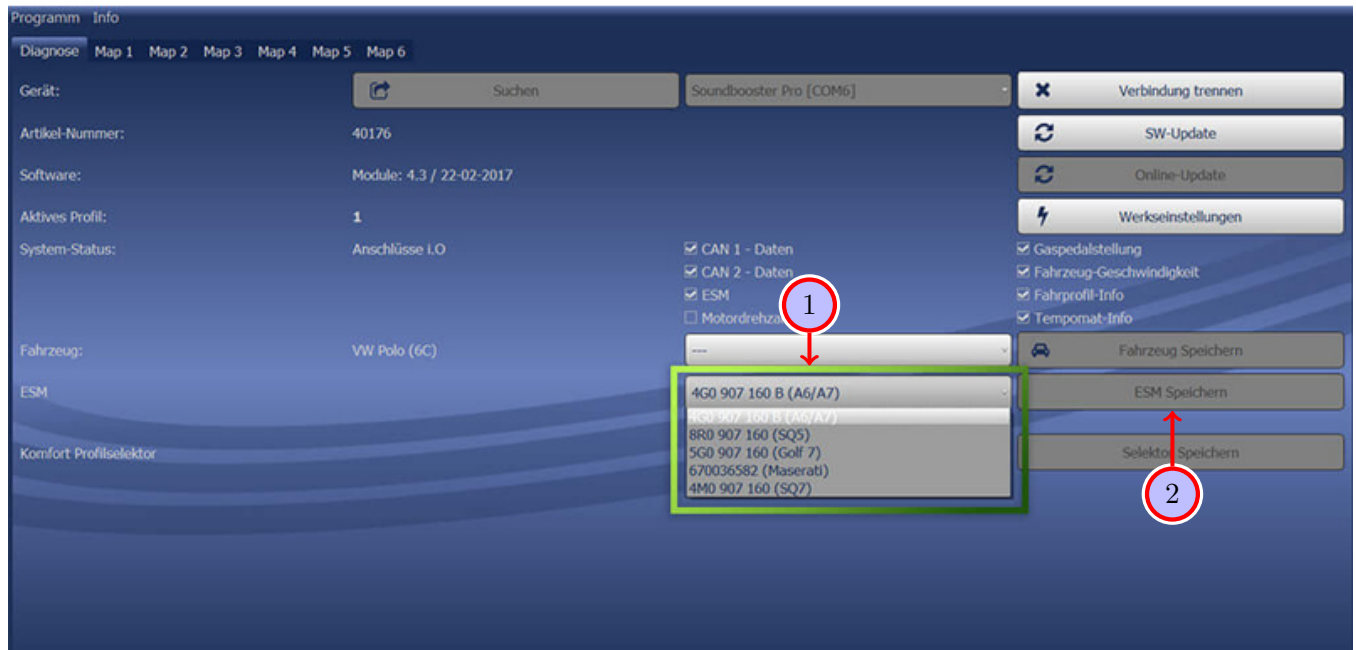 Programm Info
Diagnose Map 1 Map 2 Map 3 Map 4 Map 5 Map 6
Gerät: Suchen Soundbooster Pro [COM6] Verbindung trennen
Artikel-Nummer: 40176 SW-Update
Software: Module: 4.3 / 22-02-2017 Online-Update
Aktives Profil: 1 Werkseinstellungen
System-Status: Anschlüsse i.O CAN 1 - Daten Gaspedalstellung
CAN 2 - Daten Fahrzeug-Geschwindigkeit
ESM Fahrprofil-Info
1
Tempomat-Info
Fahrzeug: VW Polo (6C) --- Fahrzeug Speichern
ESM 4G0 907 160 B (A6/A7) ESM Speichern
4G0 907 160 B (A6/A7)
8R0 907 160 (SQ5)
Komfort Profilselektor 5G0 907 160 (Golf 7) Selektor Speichern
670036582 (Maserati)
4M0 907 160 (SQ7)
2